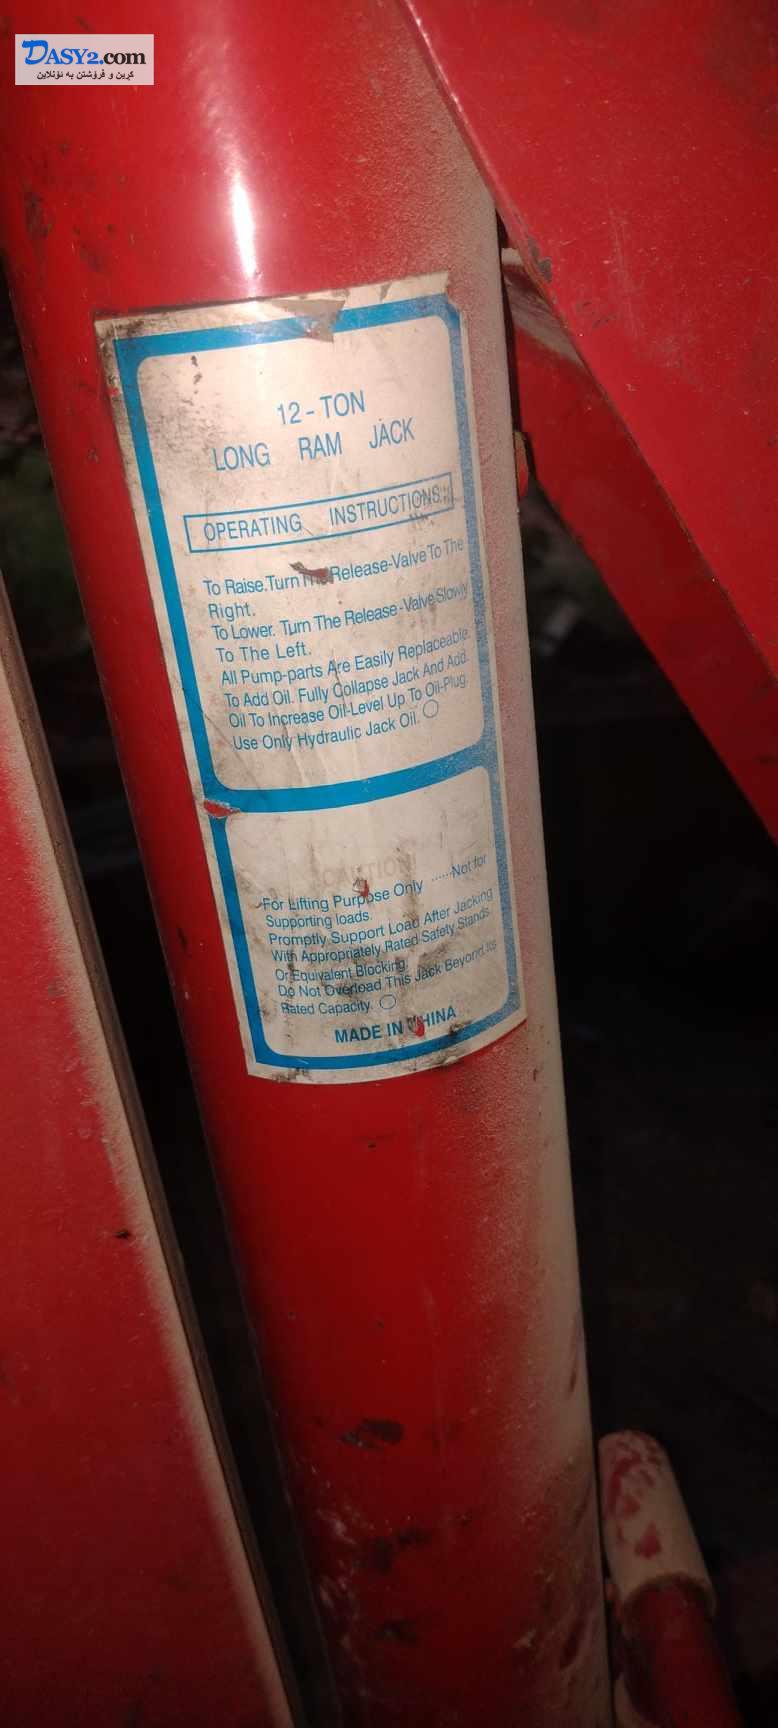 DASY2.com
کڕین و فرۆشتن بە ئۆنلاین
12-TON
LONG RAM JACK
OPERATING INSTRUCTIONS:
To Raise.Turn The Release-Valve To The
Right.
To Lower. Turn The Release-Valve Slowly
To The Left.
All Pump-parts Are Easily Replaceable.
To Add Oil. Fully Collapse Jack And Add.
Oil To Increase Oil-Level Up To Oil-Plug.
Use Only Hydraulic Jack Oil.
CAUTION!
For Lifting Purpose Only ......Not for
Supporting loads.
Promptly Support Load After Jacking
With Appropriately Rated Safety Stands.
Or Equivalent Blocking.
Do Not Overload This Jack Beyond Its
Rated Capacity.
MADE IN CHINA